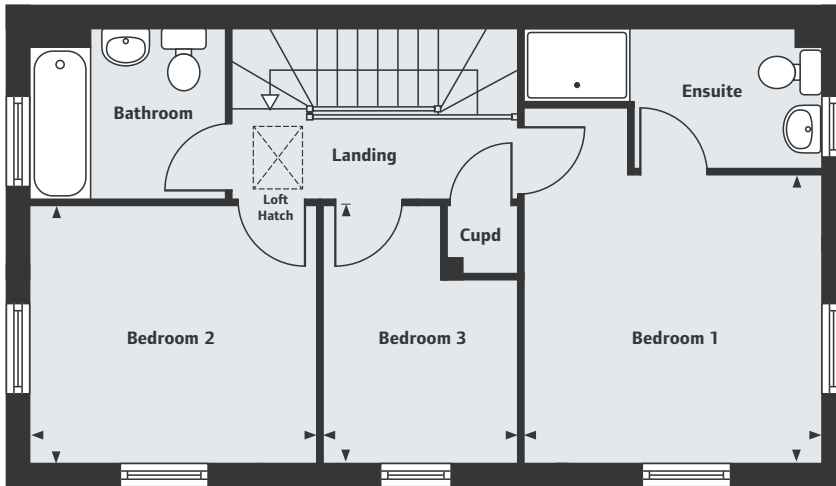 Bathroom
Ensuite
Landing
Loft
Hatch
Cupd
Bedroom 2
Bedroom 3
Bedroom 1